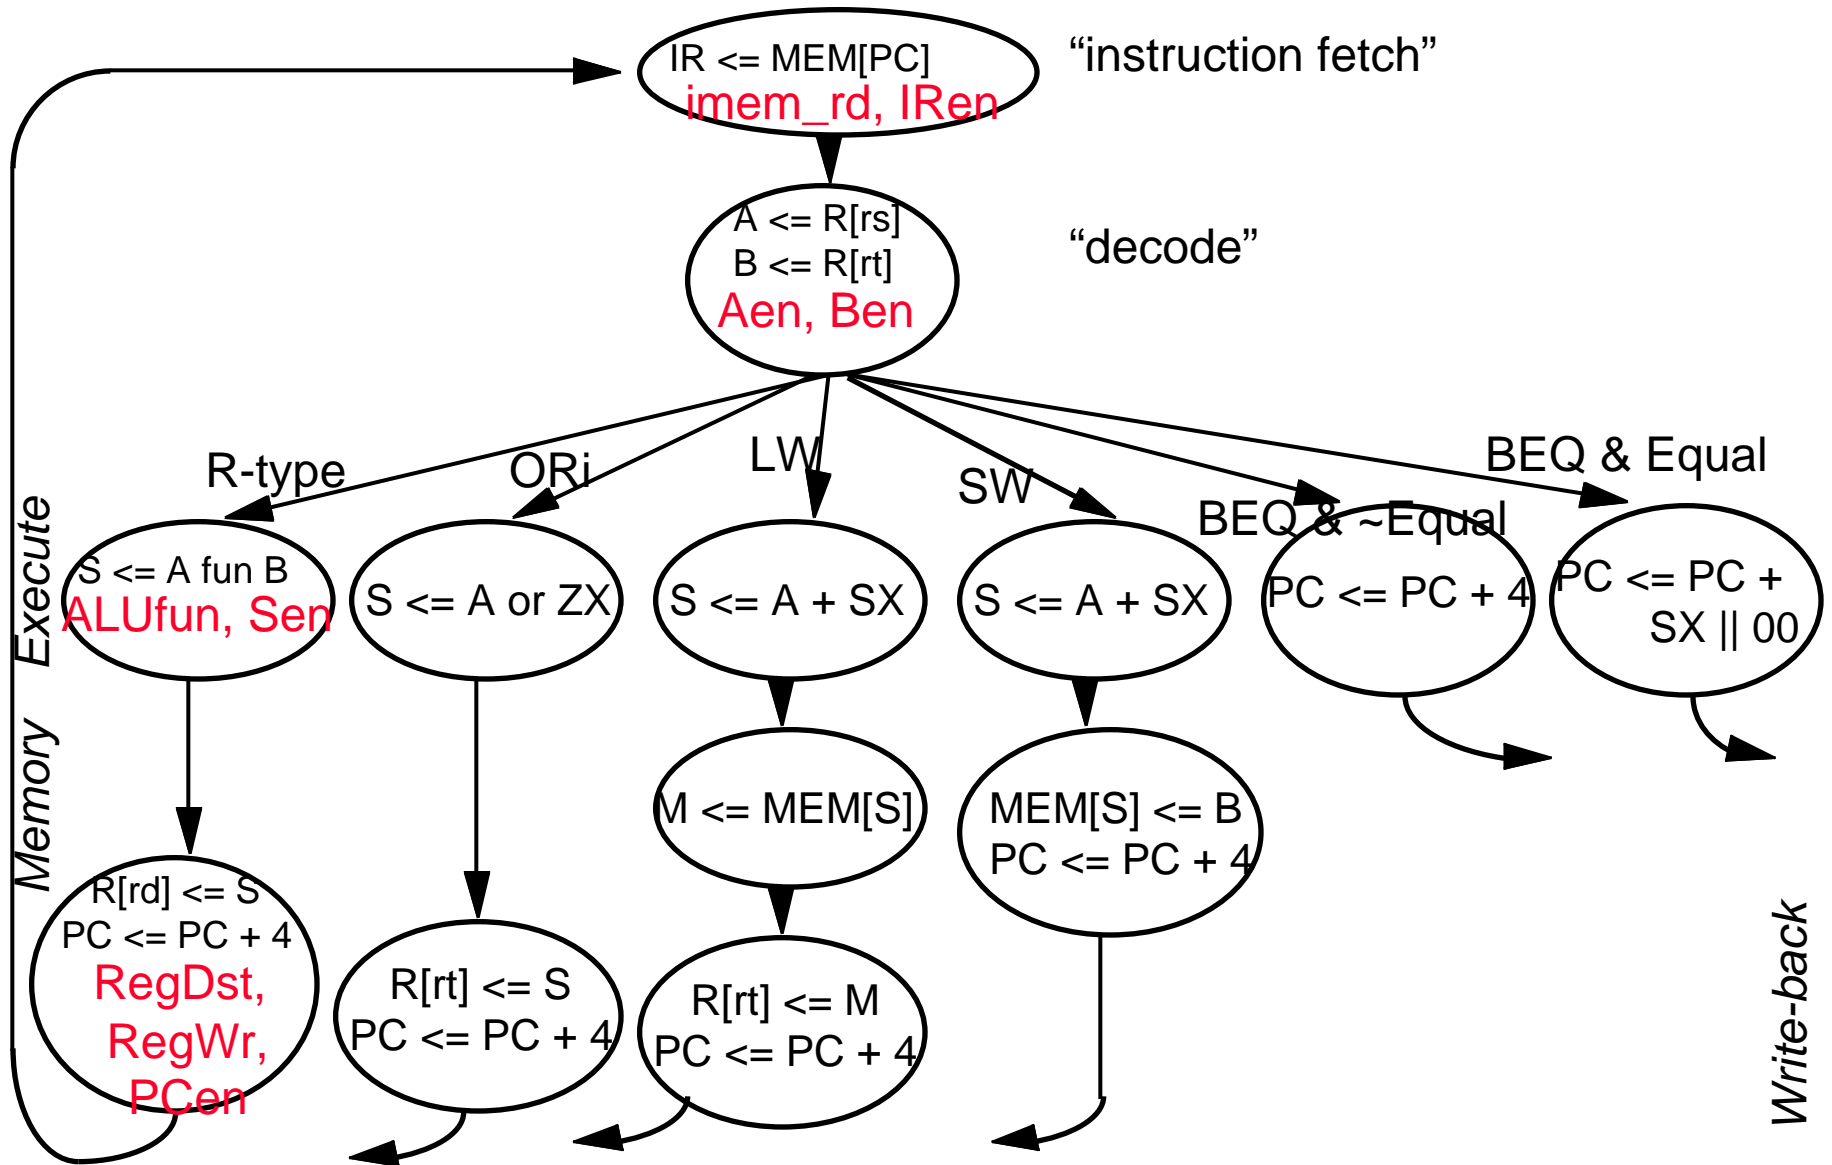 IR <= MEM[PC]
imem_rd, IRen
“instruction fetch”
A <= R[rs]
B <= R[rt]
Aen, Ben
“decode”
R-type
ORi
LW
SW
BEQ & ~Equal
BEQ & Equal
Execute
S <= A fun B
ALUfun, Sen
S <= A or ZX
S <= A + SX
S <= A + SX
PC <= PC + 4
PC <= PC +
SX || 00
Memory
M <= MEM[S]
MEM[S] <= B
PC <= PC + 4
R[rd] <= S
PC <= PC + 4
RegDst,
RegWr,
PCen
R[rt] <= S
PC <= PC + 4
R[rt] <= M
PC <= PC + 4
Write-back